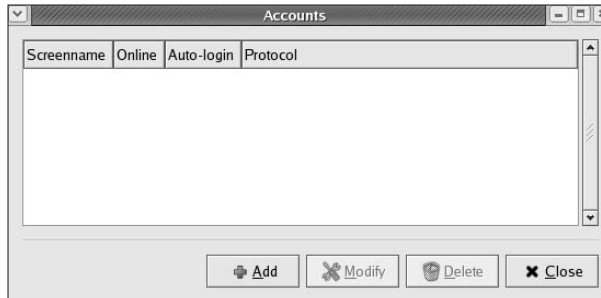 Accounts
Screenname Online Auto-login Protocol
Add Modify Delete Close